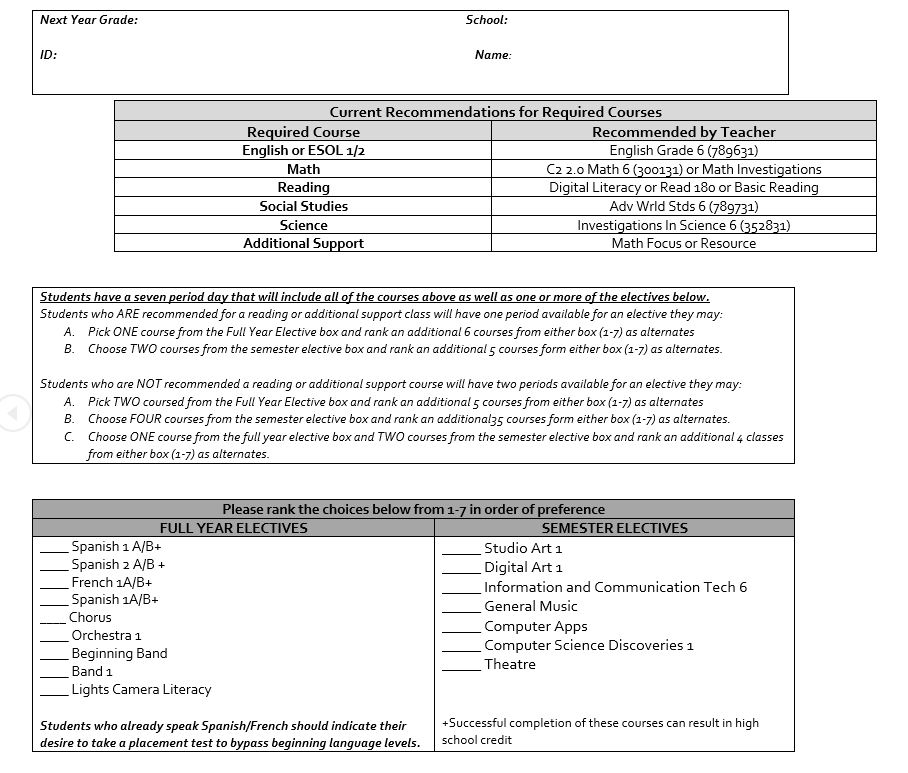 Next Year Grade: School:
ID: Name:
Current Recommendations for Required Courses
Required Course Recommended by Teacher
English or ESOL 1/2 English Grade 6 (789631)
Math C2 2.0 Math 6 (300131) or Math Investigations
Reading Digital Literacy or Read 180 or Basic Reading
Social Studies Adv Wrld Stds 6 (789731)
Science Investigations In Science 6 (352831)
Additional Support Math Focus or Resource
Students have a seven period day that will include all of the courses above as well as one or more of the electives below.
Students who ARE recommended for a reading or additional support class will have one period available for an elective they may:
A. Pick ONE course from the Full Year Elective box and rank an additional 6 courses from either box (1-7) as alternates
B. Choose TWO courses from the semester elective box and rank an additional 5 courses form either box (1-7) as alternates.
Students who are NOT recommended a reading or additional support course will have two periods available for an elective they may:
A. Pick TWO coursed from the Full Year Elective box and rank an additional 5 courses from either box (1-7) as alternates
B. Choose FOUR courses from the semester elective box and rank an additional35 courses form either box (1-7) as alternates.
C. Choose ONE course from the full year elective box and TWO courses from the semester elective box and rank an additional 4 classes
from either box (1-7) as alternates.
Please rank the choices below from 1-7 in order of preference
FULL YEAR ELECTIVES SEMESTER ELECTIVES
____ Spanish 1 A/B+
____ Spanish 2 A/B +
____ French 1A/B+
____ Spanish 1A/B+
____ Chorus
____ Orchestra 1
____ Beginning Band
____ Band 1
____ Lights Camera Literacy
Students who already speak Spanish/French should indicate their
desire to take a placement test to bypass beginning language levels.
_____ Studio Art 1
_____ Digital Art 1
_____ Information and Communication Tech 6
_____ General Music
_____ Computer Apps
_____ Computer Science Discoveries 1
_____ Theatre
+Successful completion of these courses can result in high
school credit